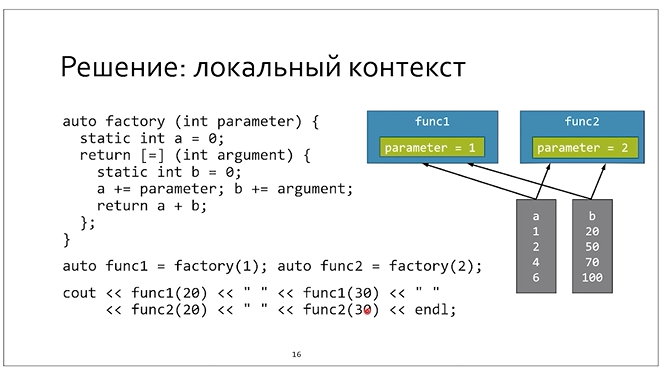 Решение: локальный контекст
auto factory (int parameter) {
static int a = 0;
return [=] (int argument) {
static int b = 0;
a += parameter; b += argument;
return a + b;
};
}
auto func1 = factory(1); auto func2 = factory(2);
cout << func1(20) << " " << func1(30) << " "
<< func2(20) << " " << func2(30) << endl;
func1
parameter = 1
func2
parameter = 2
a
1
2
4
6
b
20
50
70
100
16